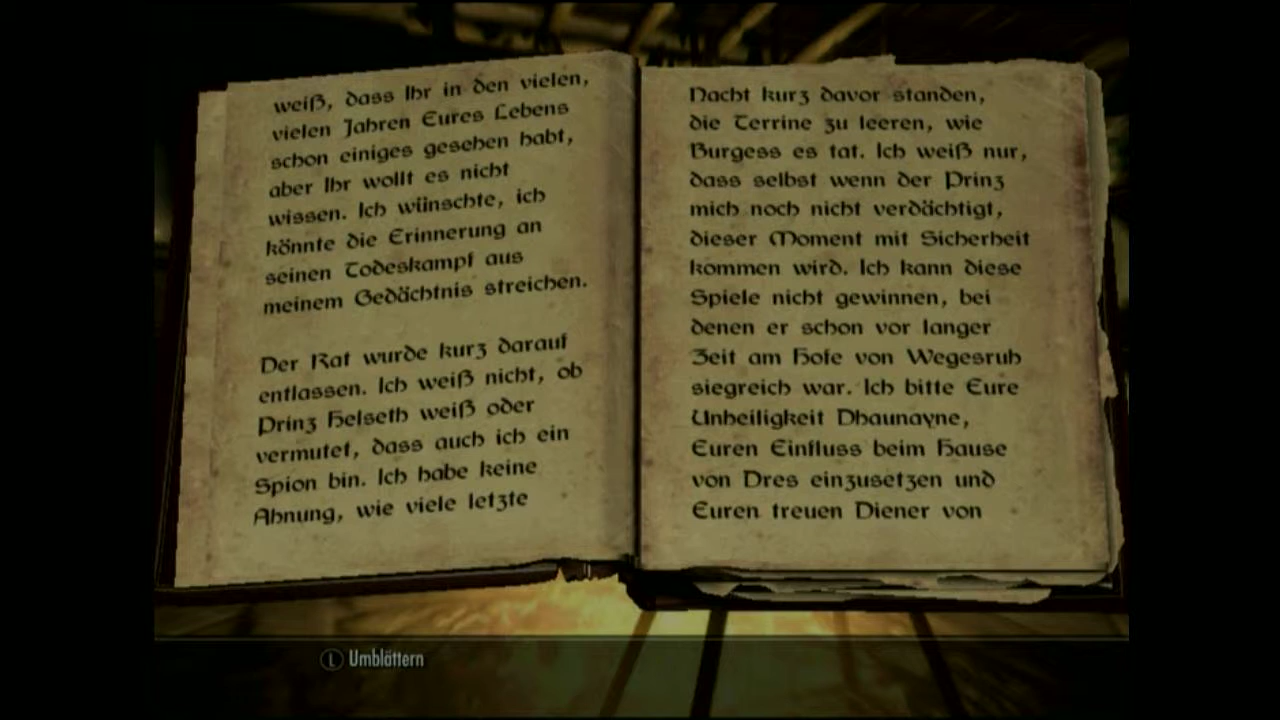 weiß, dass Ihr in den vielen,
vielen Jahren Eures Lebens
schon einiges gesehen habt,
aber Ihr wollt es nicht
wissen. Ich wünschte, ich
könnte die Erinnerung an
seinen Todeskampf aus
meinem Gedächtnis streichen.
Der Rat wurde kurz darauf
entlassen. Ich weiß nicht, ob
Prinz Helseth weiß oder
vermutet, dass auch ich ein
Spion bin. Ich habe keine
Ahnung, wie viele letzte
Nacht kurz davor standen,
die Terrine zu leeren, wie
Burgess es tat. Ich weiß nur,
dass selbst wenn der Prinz
mich noch nicht verdächtigt,
dieser Moment mit Sicherheit
kommen wird. Ich kann diese
Spiele nicht gewinnen, bei
denen er schon vor langer
Zeit am Hofe von Wegesruh
siegreich war. Ich bitte Eure
Unheiligkeit Dhaunayne,
Euren Einfluss beim Hause
von Dres einzusetzen und
Euren treuen Diener von
L Umblättern